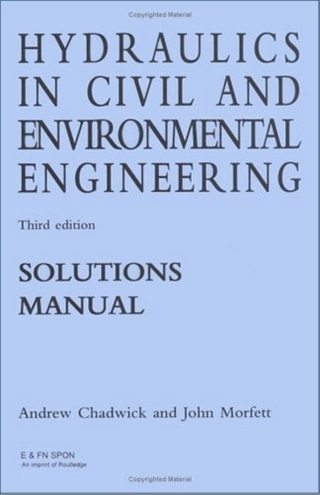 Copyrighted Material
HYDRAULICS
IN CIVIL AND
ENVIRONMENTAL
ENGINEERING
Third edition
SOLUTIONS
MANUAL
Andrew Chadwick and John Morfett
E & FN SPON
An imprint of Routledge
Copyrighted Material